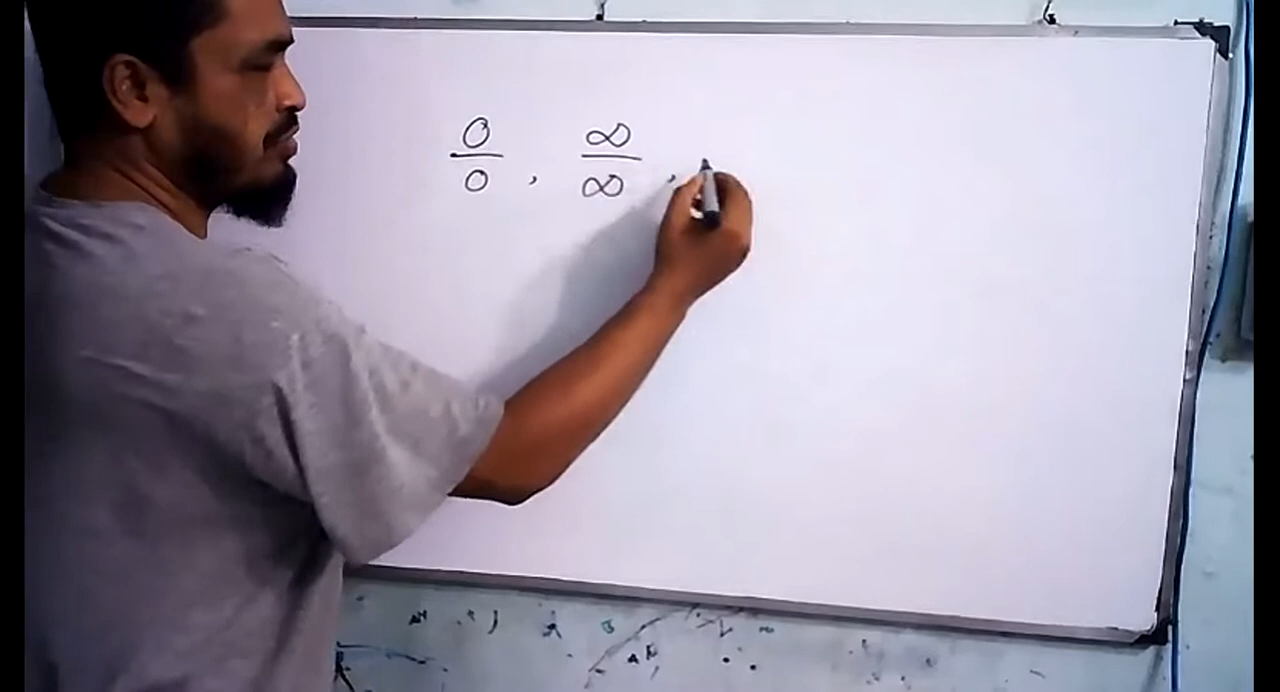 0/0 , ∞/∞ ,